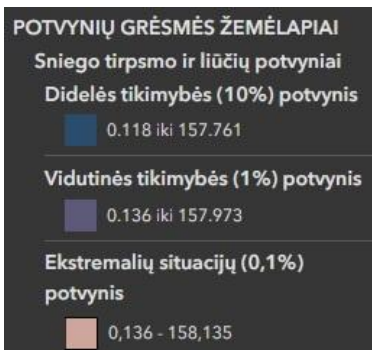 POTVYNIŲ GRĖSMĖS ŽEMĖLAPIAI
Sniego tirpsmo ir liūčių potvyniai
Didelės tikimybės (10%) potvynis
0.118 iki 157.761
Vidutinės tikimybės (1%) potvynis
0.136 iki 157.973
Ekstremalių situacijų (0,1%)
potvynis
0,136 - 158,135